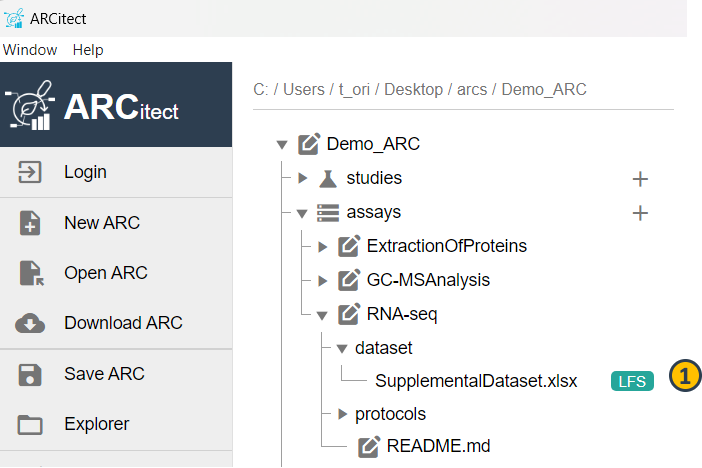 ARCitect
Window Help
ARCitect
Login
New ARC
Open ARC
Download ARC
Save ARC
Explorer
C: / Users / t_ori / Desktop / arcs / Demo_ARC
Demo_ARC
studies +
assays +
ExtractionOfProteins
GC-MSAnalysis
RNA-seq
dataset
SupplementalDataset.xlsx LFS 1
protocols
README.md